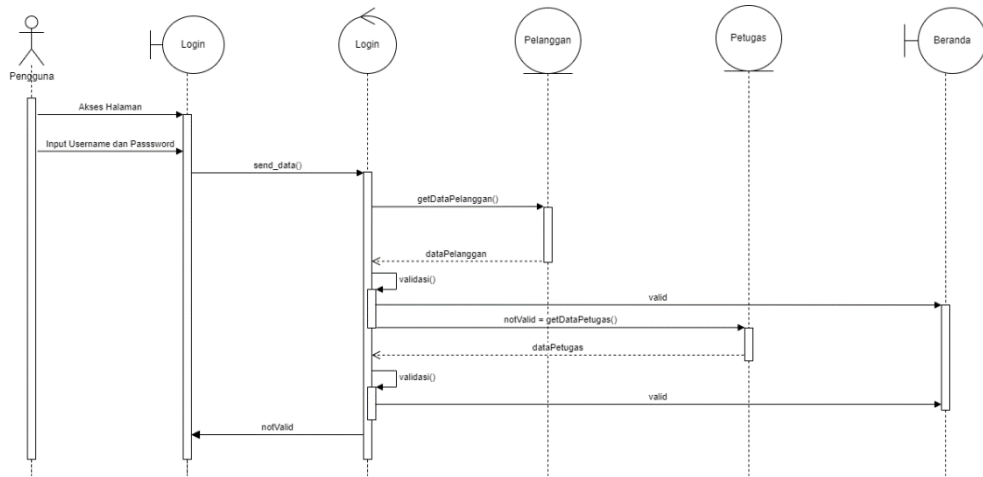 Pengguna
Login
Login
Pelanggan
Petugas
Beranda
Akses Halaman
Input Username dan Passsword
send_data()
getDataPelanggan()
dataPelanggan
validasi()
valid
notValid = getDataPetugas()
dataPetugas
validasi()
valid
notValid